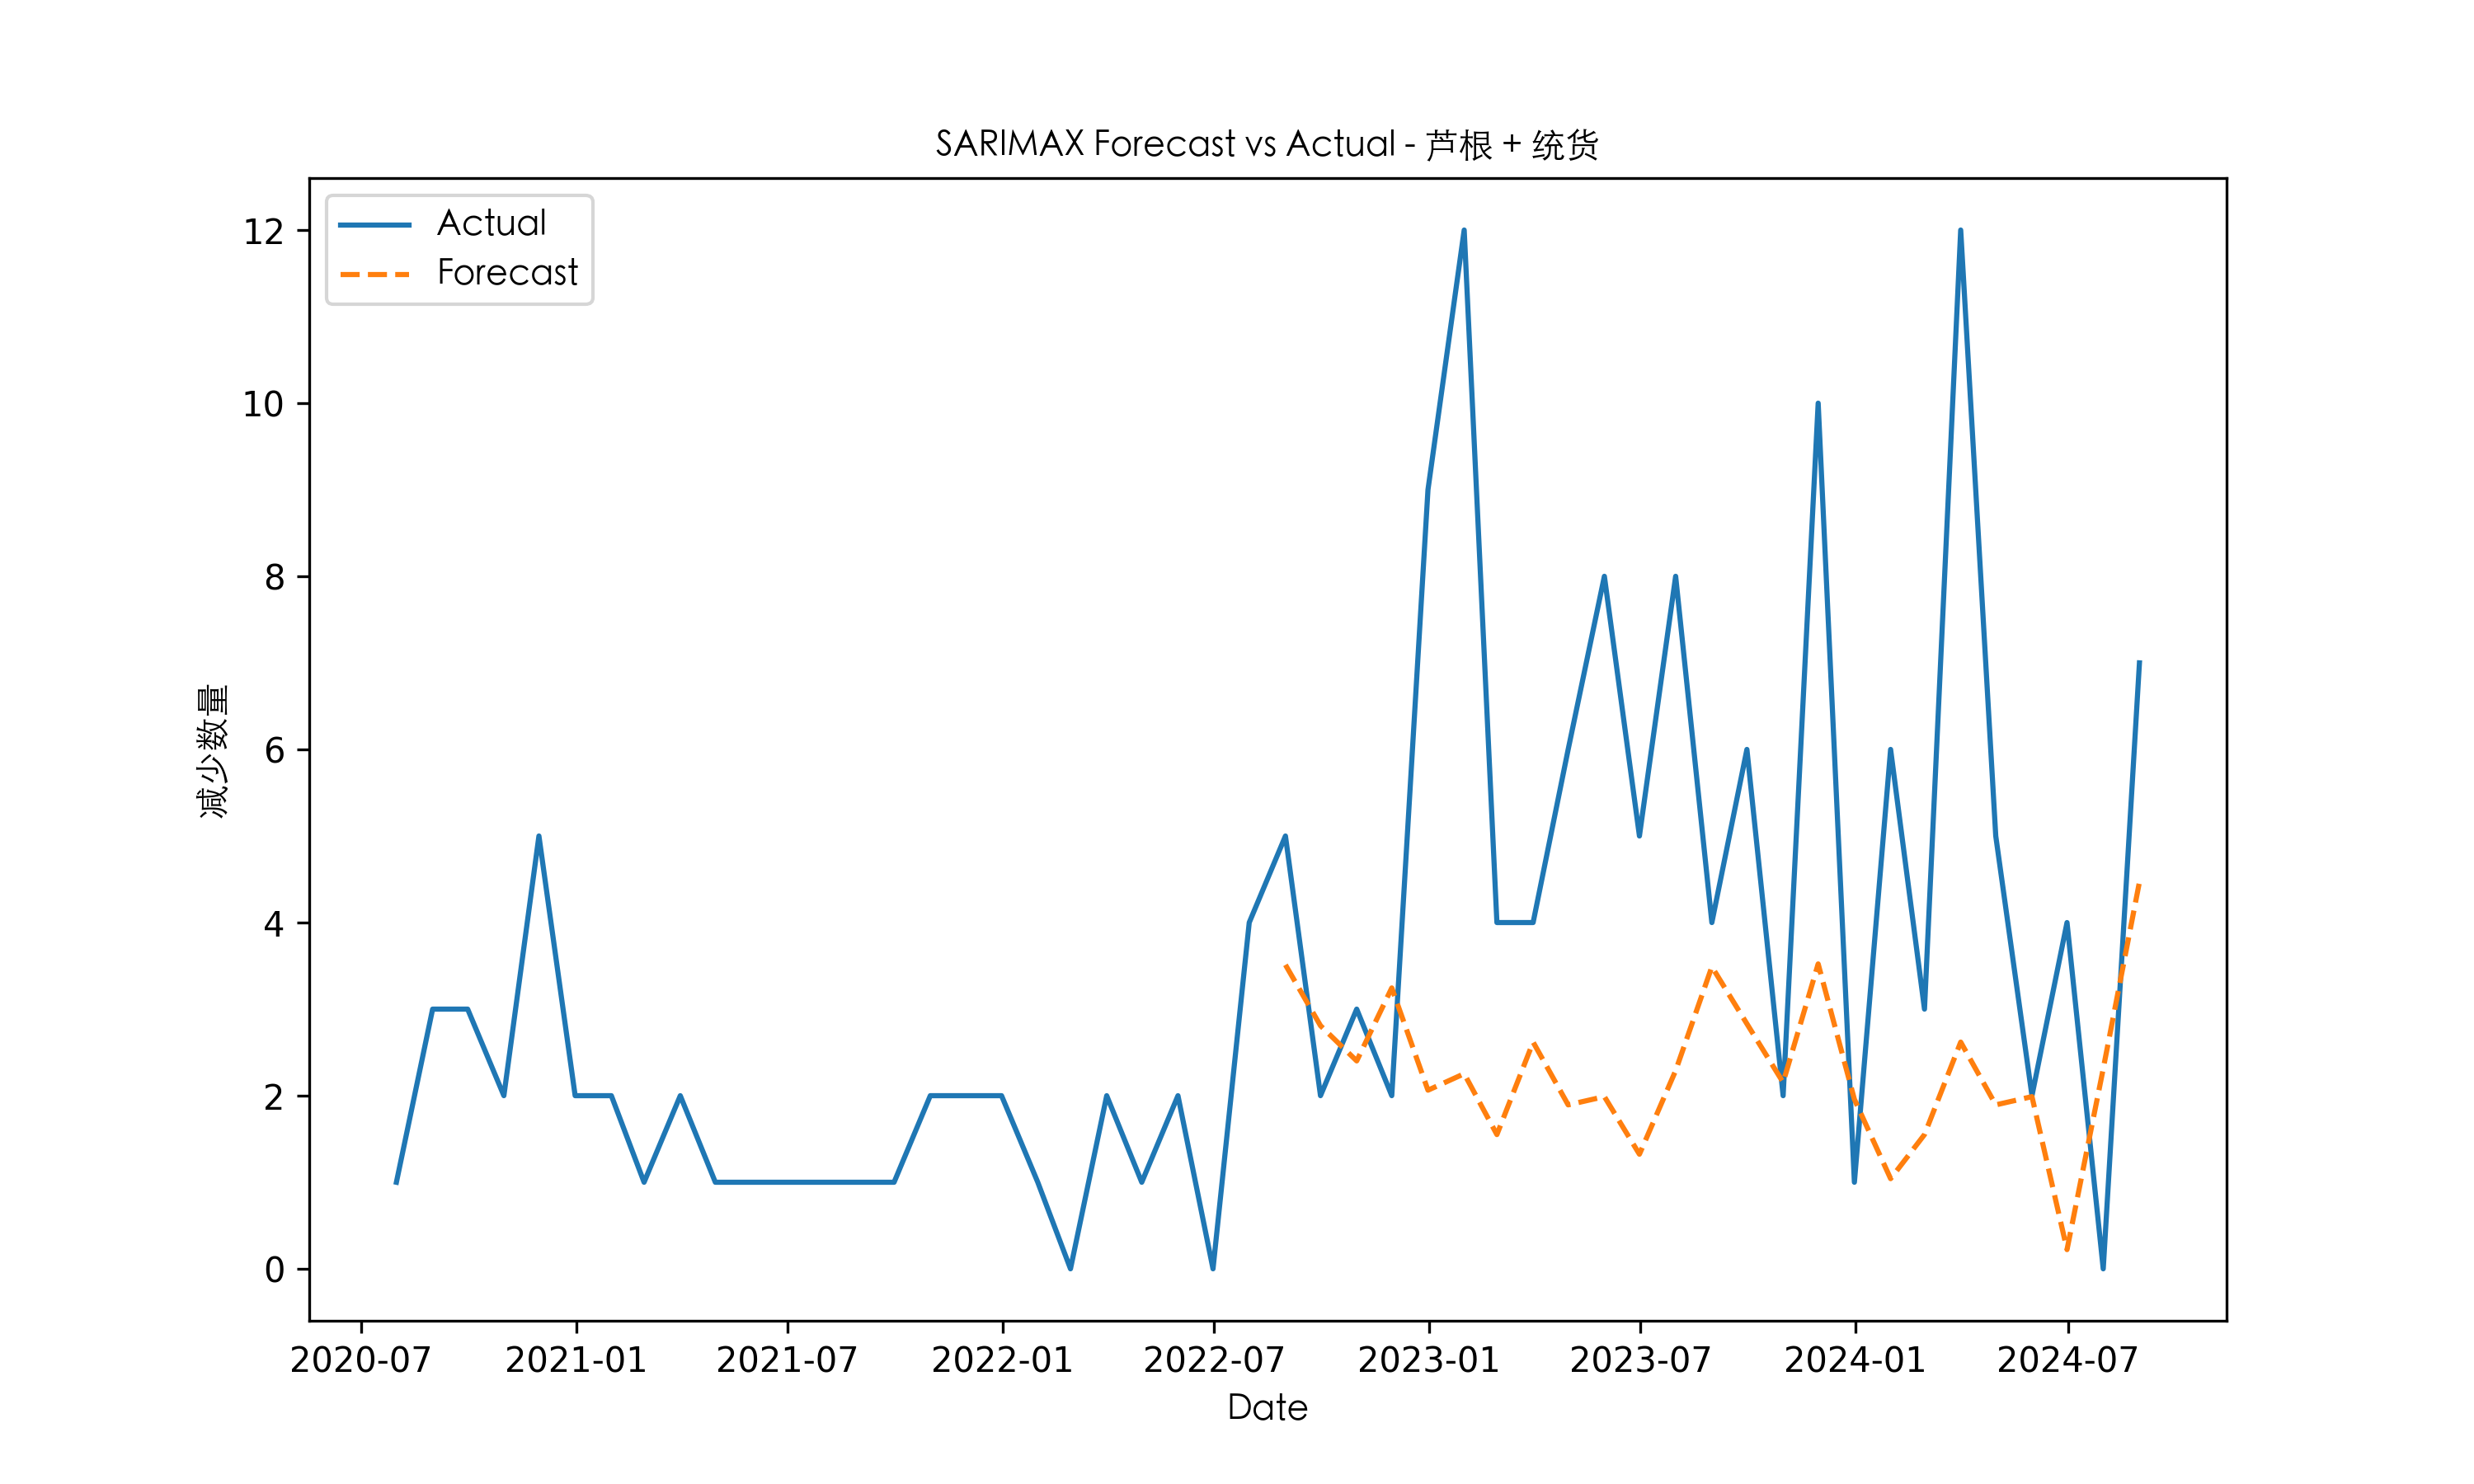 SARIMAX Forecast vs Actual - 芦根 + 统货
Actual
Forecast
12
10
8
6
4
2
0
减少数量
2020-07 2021-01 2021-07 2022-01 2022-07 2023-01 2023-07 2024-01 2024-07
Date